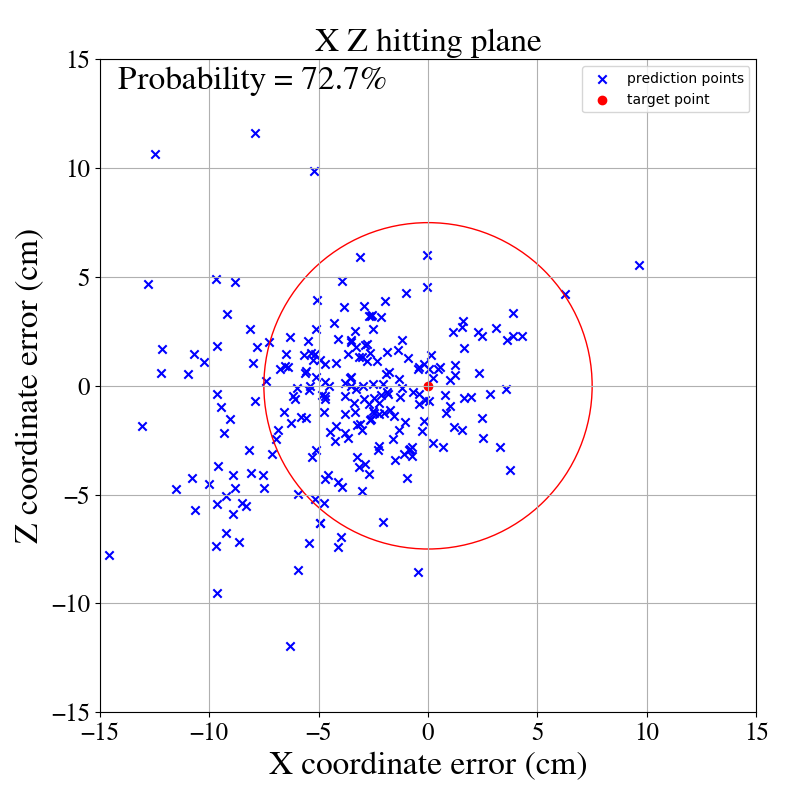 X Z hitting plane
Probability = 72.7%
prediction points
target point
15
10
5
0
−5
−10
−15
Z coordinate error (cm)
−15 −10 −5 0 5 10 15
X coordinate error (cm)